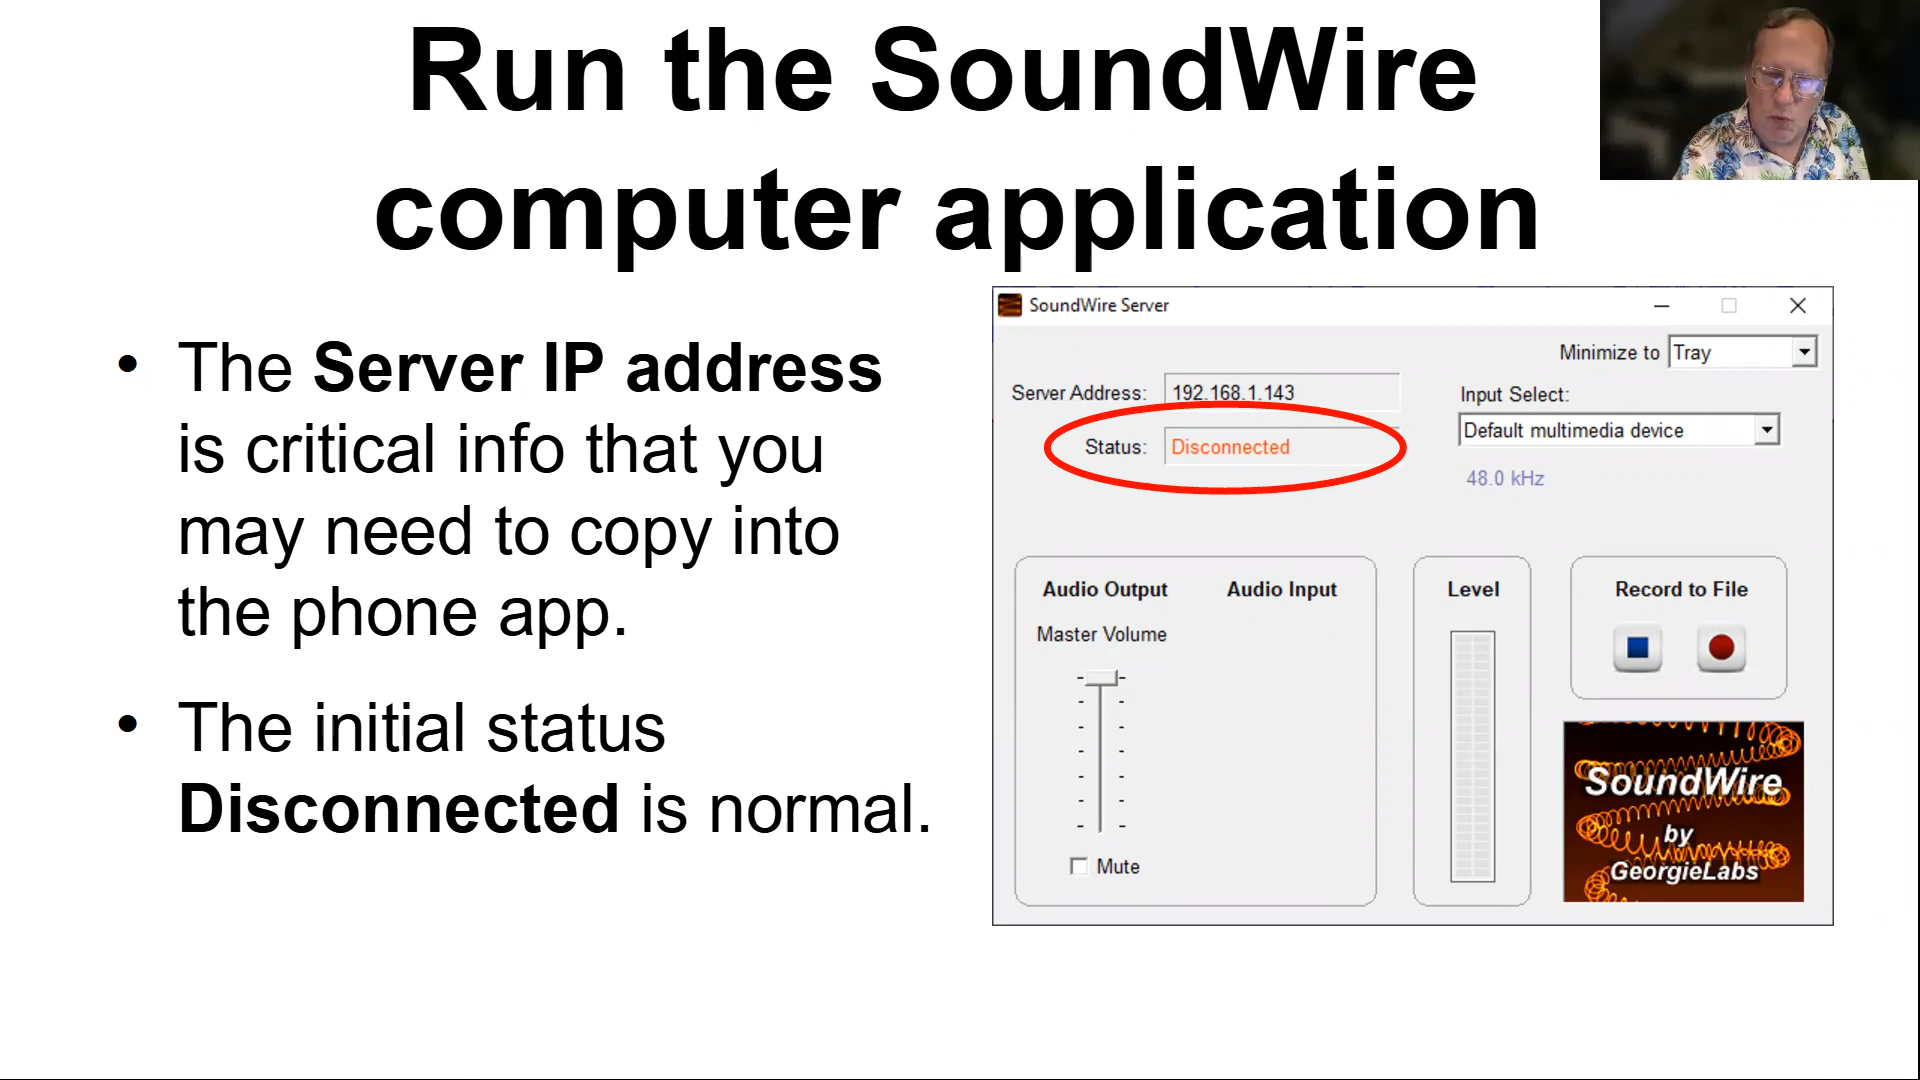 Run the SoundWire
computer application
• The Server IP address
is critical info that you
may need to copy into
the phone app.
• The initial status
Disconnected is normal.
SoundWire Server
Minimize to Tray
Server Address: 192.168.1.143
Input Select:
Status: Disconnected
Default multimedia device
48.0 kHz
Audio Output Audio Input
Master Volume
Mute
Level
Record to File
SoundWire
by
GeorgieLabs